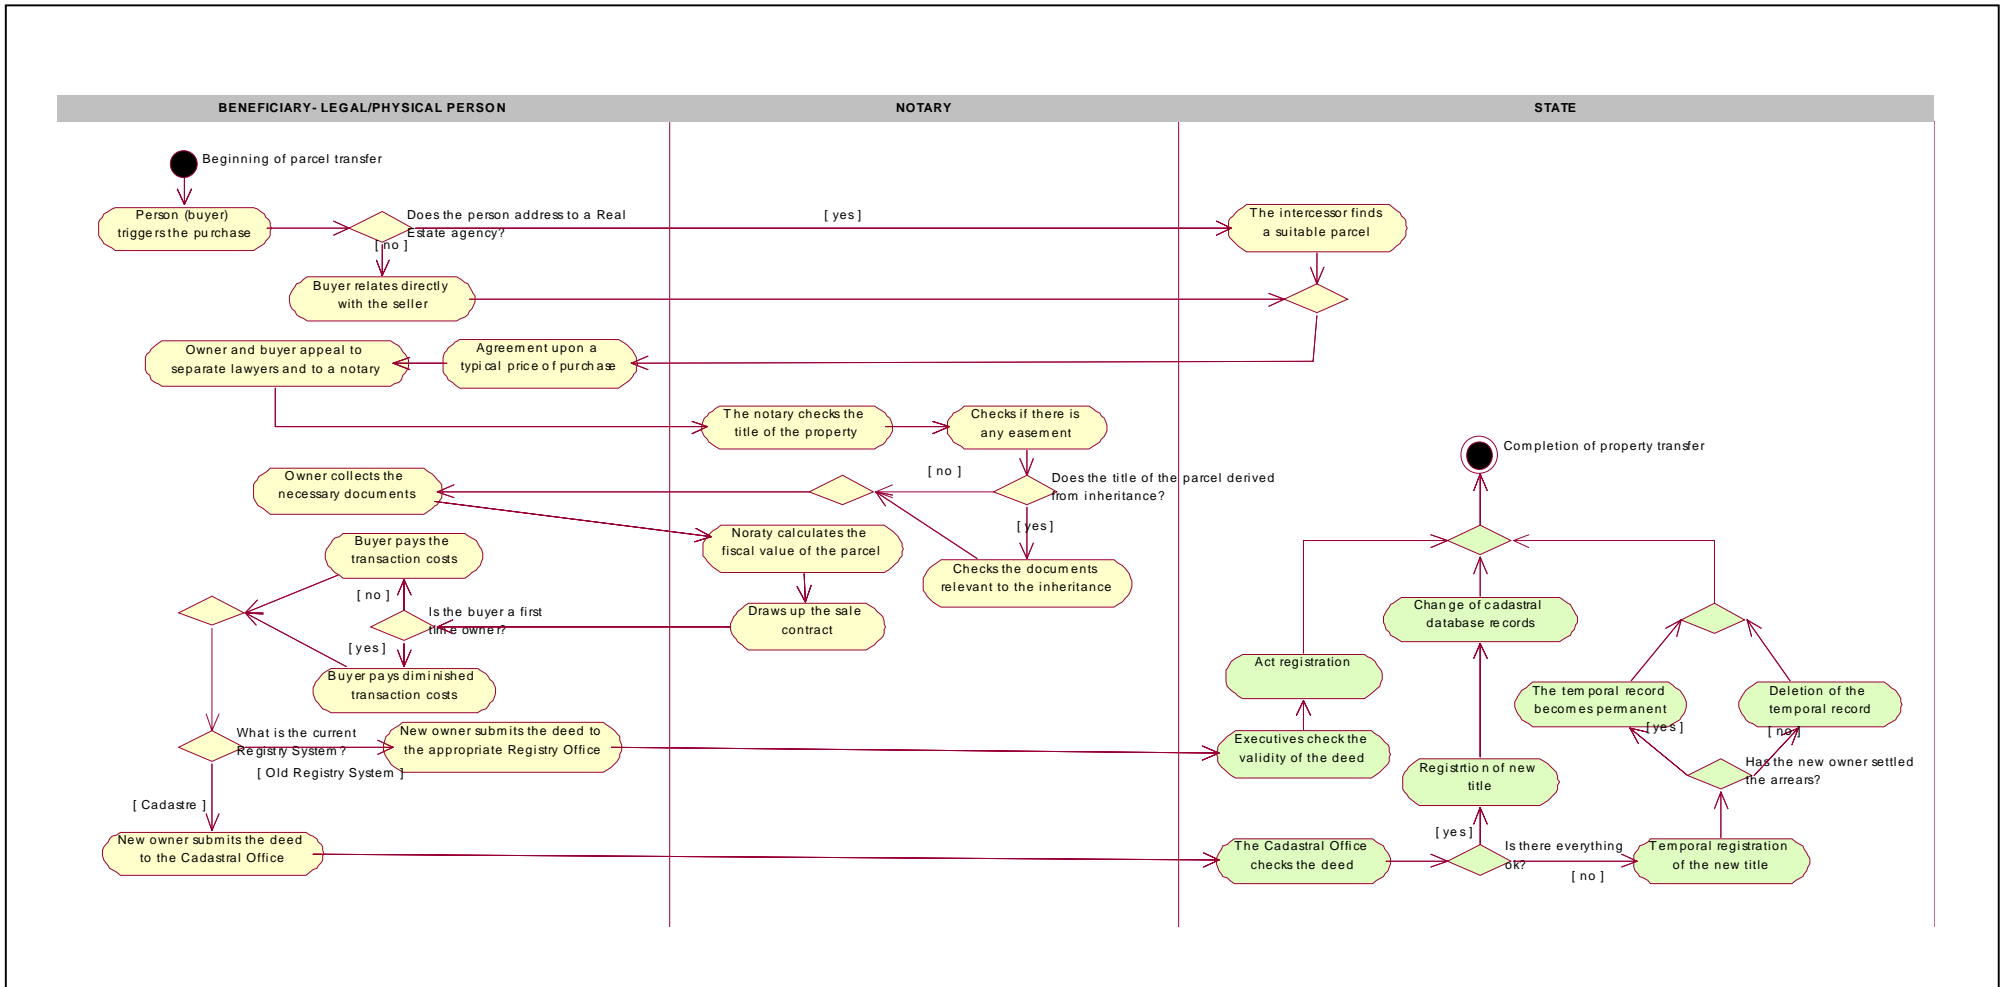 BENEFICIARY- LEGAL/PHYSICAL PERSON
NOTARY
STATE
Beginning of parcel transfer
Person (buyer)
triggers the purchase
Does the person address to a Real
Estate agency?
[ yes ]
[ no ]
The intercessor finds
a suitable parcel
Buyer relates directly
with the seller
Owner and buyer appeal to
separate lawyers and to a notary
Agreement upon a
typical price of purchase
The notary checks the
title of the property
Checks if there is
any easement
Completion of property transfer
Owner collects the
necessary documents
[ no ]
Does the title of the parcel derived
from inheritance?
[ yes ]
Noraty calculates the
fiscal value of the parcel
Checks the documents
relevant to the inheritance
Buyer pays the
transaction costs
[ no ]
Is the buyer a first
time owner?
[ yes ]
Draws up the sale
contract
Buyer pays diminished
transaction costs
Change of cadastral
database records
Act registration
The temporal record
becomes permanent
Deletion of the
temporal record
[ yes ]
[ no ]
What is the current
Registry System?
[ Old Registry System ]
New owner submits the deed to
the appropriate Registry Office
Executives check the
validity of the deed
Registrtion of new
title
Has the new owner settled
the arrears?
[ Cadastre ]
New owner submits the deed
to the Cadastral Office
The Cadastral Office
checks the deed
[ yes ]
Is there everything
ok?
[ no ]
Temporal registration
of the new title